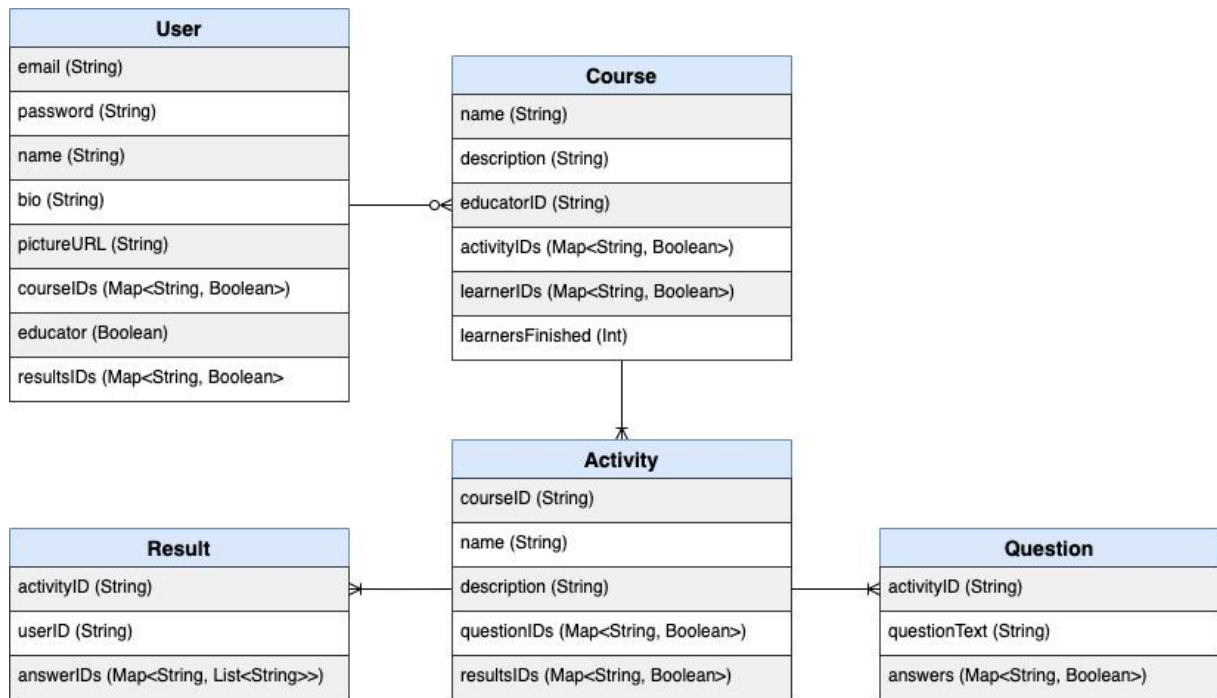 User
email (String)
password (String)
name (String)
bio (String)
pictureURL (String)
courseIDs (Map<String, Boolean>)
educator (Boolean)
resultsIDs (Map<String, Boolean>
Course
name (String)
description (String)
educatorID (String)
activityIDs (Map<String, Boolean>)
learnerIDs (Map<String, Boolean>)
learnersFinished (Int)
Activity
courseID (String)
name (String)
description (String)
questionIDs (Map<String, Boolean>)
resultsIDs (Map<String, Boolean>)
Result
activityID (String)
userID (String)
answerIDs (Map<String, List<String>>)
Question
activityID (String)
questionText (String)
answers (Map<String, Boolean>)